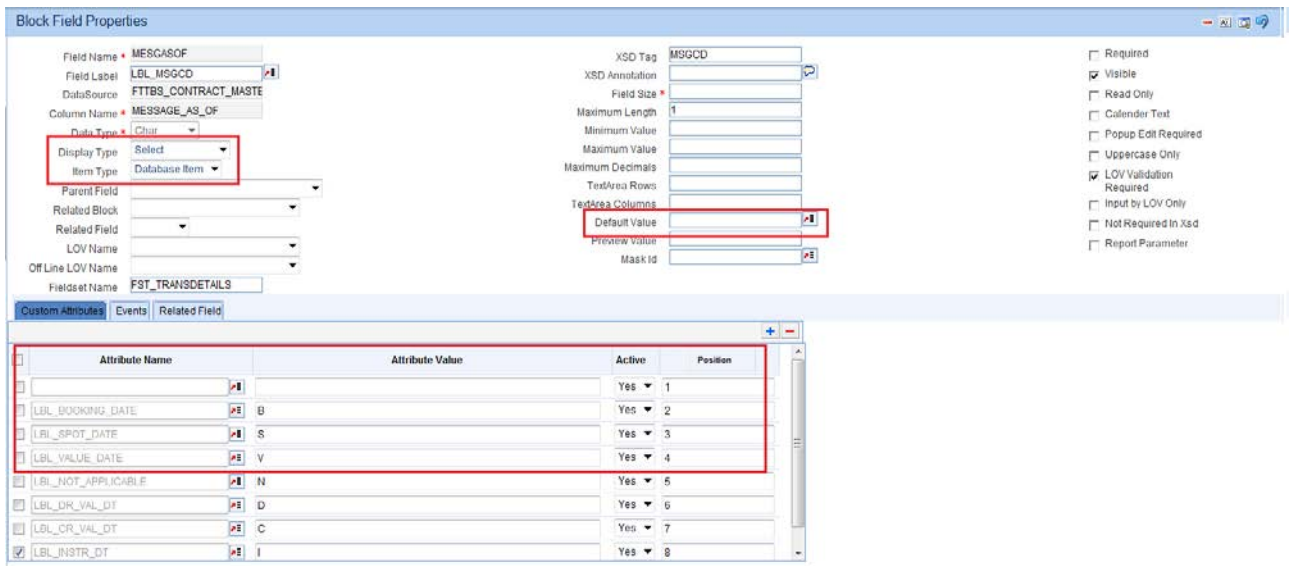 Block Field Properties
Field Name * MESGASOF
Field Label LBL_MSGCD
DataSource FTTBS_CONTRACT_MASTE
Column Name * MESSAGE_AS_OF
Data Type * Char
Display Type Select
Item Type Database Item
Parent Field
Related Block
Related Field
LOV Name
Off Line LOV Name
Fieldset Name FST_TRANSDETAILS
XSD Tag MSGCD
XSD Annotation
Field Size *
Maximum Length 1
Minimum Value
Maximum Value
Maximum Decimals
TextArea Rows
TextArea Columns
Default Value
Preview Value
Mask Id
Required
Visible
Read Only
Calender Text
Popup Edit Required
Uppercase Only
LOV Validation
Required
Input by LOV Only
Not Required In Xsd
Report Parameter
Custom Attributes Events Related Field
Attribute Name Attribute Value Active Position
Yes 1
LBL_BOOKING_DATE B Yes 2
LBL_SPOT_DATE S Yes 3
LBL_VALUE_DATE V Yes 4
LBL_NOT_APPLICABLE N Yes 5
LBL_DR_VAL_DT D Yes 6
LBL_CR_VAL_DT C Yes 7
LBL_INSTR_DT I Yes 8